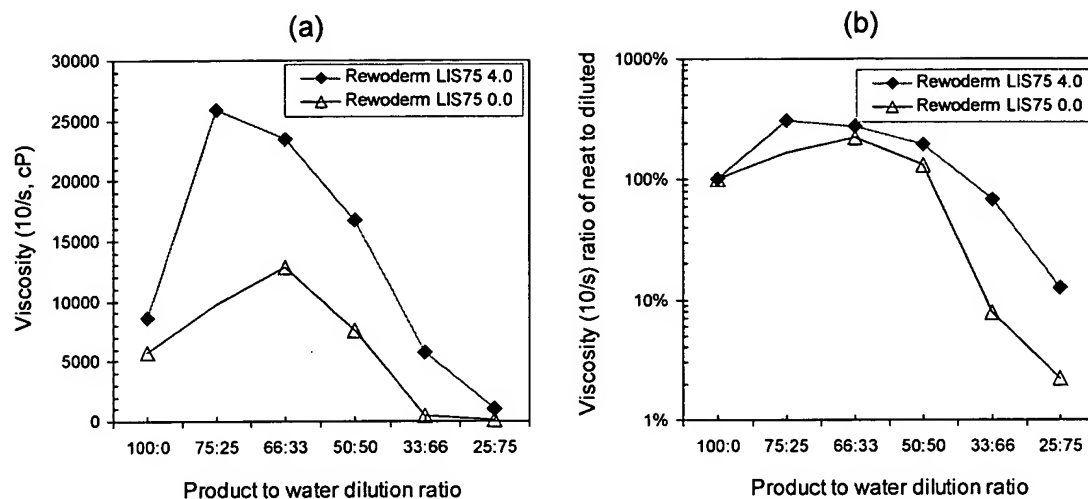 (a)
Rewoderm LIS75 4.0
Rewoderm LIS75 0.0
30000
25000
20000
15000
10000
5000
0
Viscosity (10/s, cP)
100:0 75:25 66:33 50:50 33:66 25:75
Product to water dilution ratio
(b)
Rewoderm LIS75 4.0
Rewoderm LIS75 0.0
1000%
100%
10%
1%
Viscosity (10/s) ratio of neat to diluted
100:0 75:25 66:33 50:50 33:66 25:75
Product to water dilution ratio